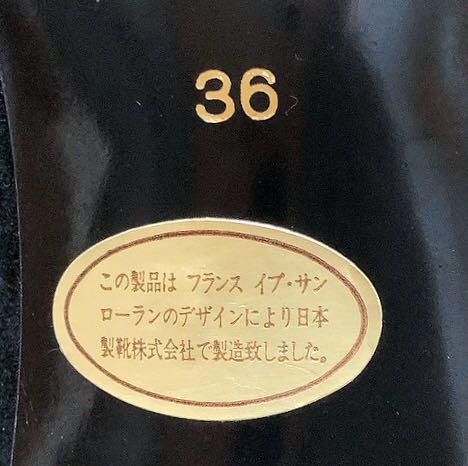 36
この製品は フランス イブ・サン
ローランのデザインにより日本
製靴株式会社で製造致しました。